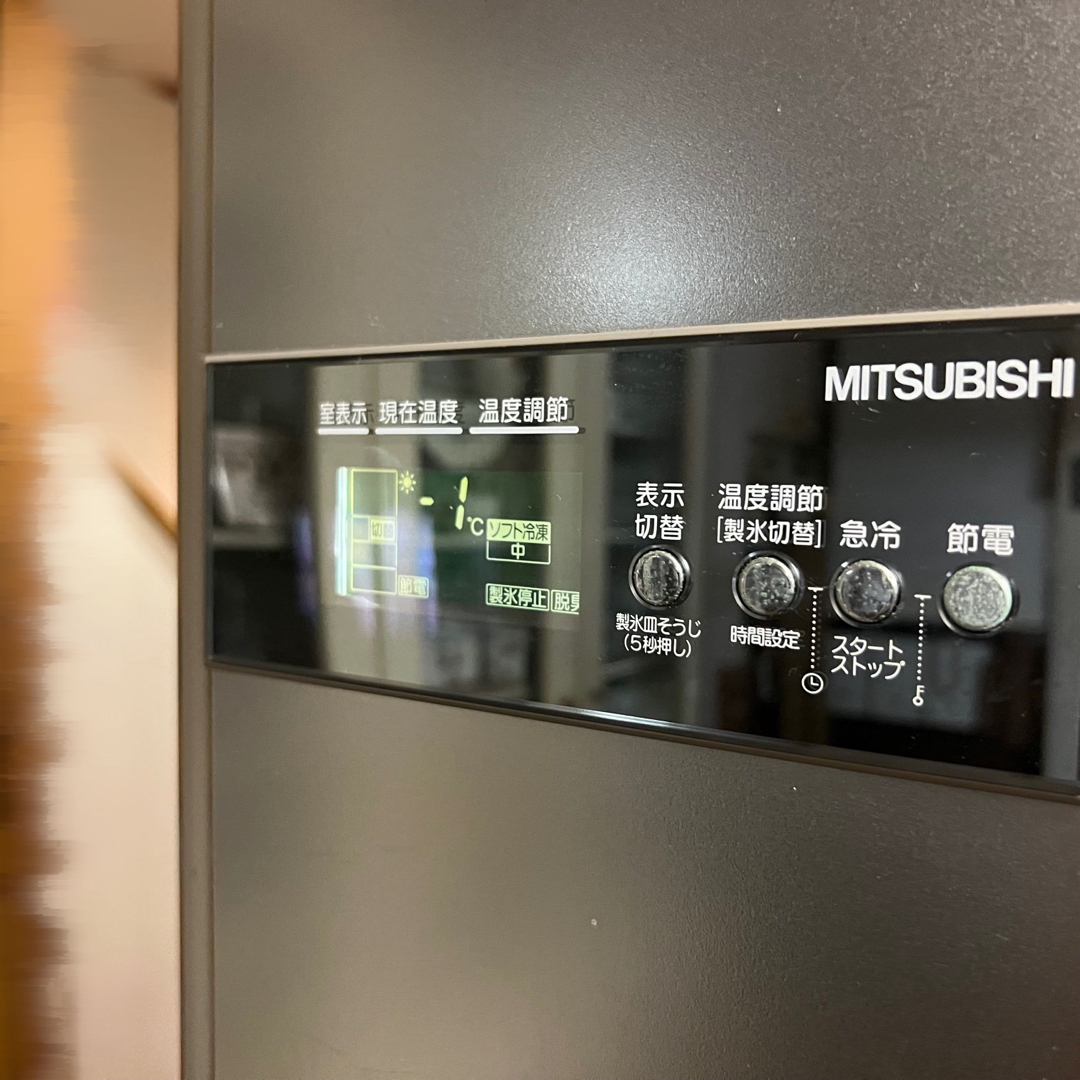 MITSUBISHI
室表示 現在温度 温度調節
切替
-1℃
ソフト冷凍
中
節電
製氷停止
表示
切替
製氷皿そうじ
(5秒押し)
温度調節
[製氷切替]
時間設定
急冷
スタート
ストップ
節電